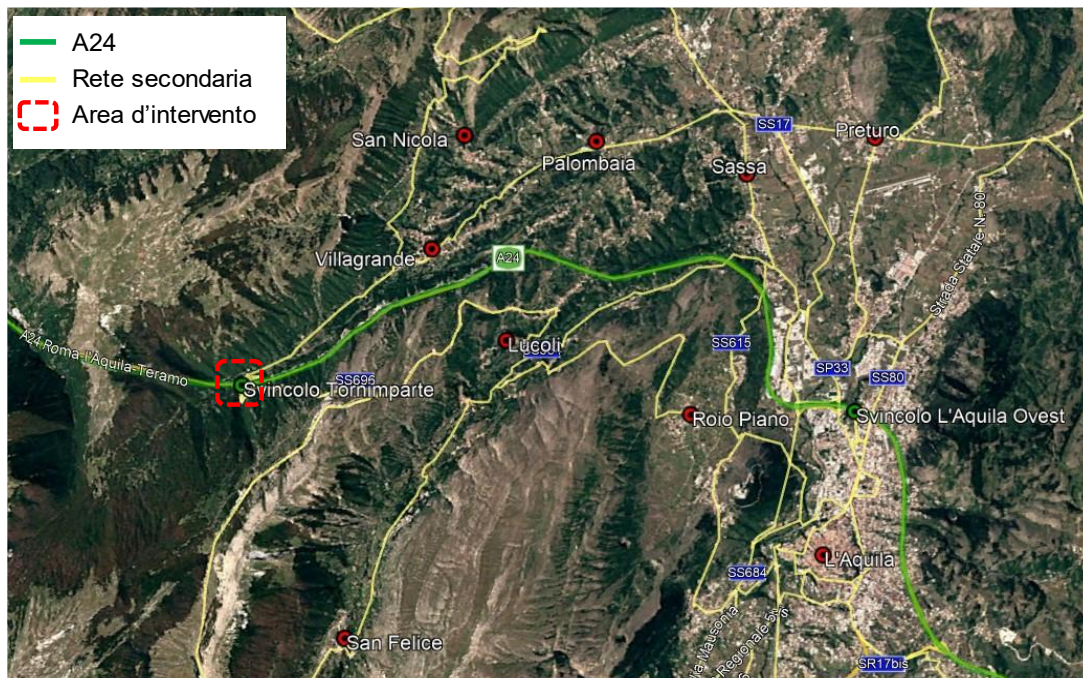 A24
Rete secondaria
Area d'intervento
San Nicola
Palombaia
SS17
Preturo
Sassa
Strada Statale N. 80
Villagrande
A24
A24 Roma l'Aquila-Teramo
Lucoli
SS615
SS696
Svincolo Tornimparte
SP33
SS80
Roio Piano
Svincolo L'Aquila Ovest
L'Aquila
SS684
San Felice
SR17bis